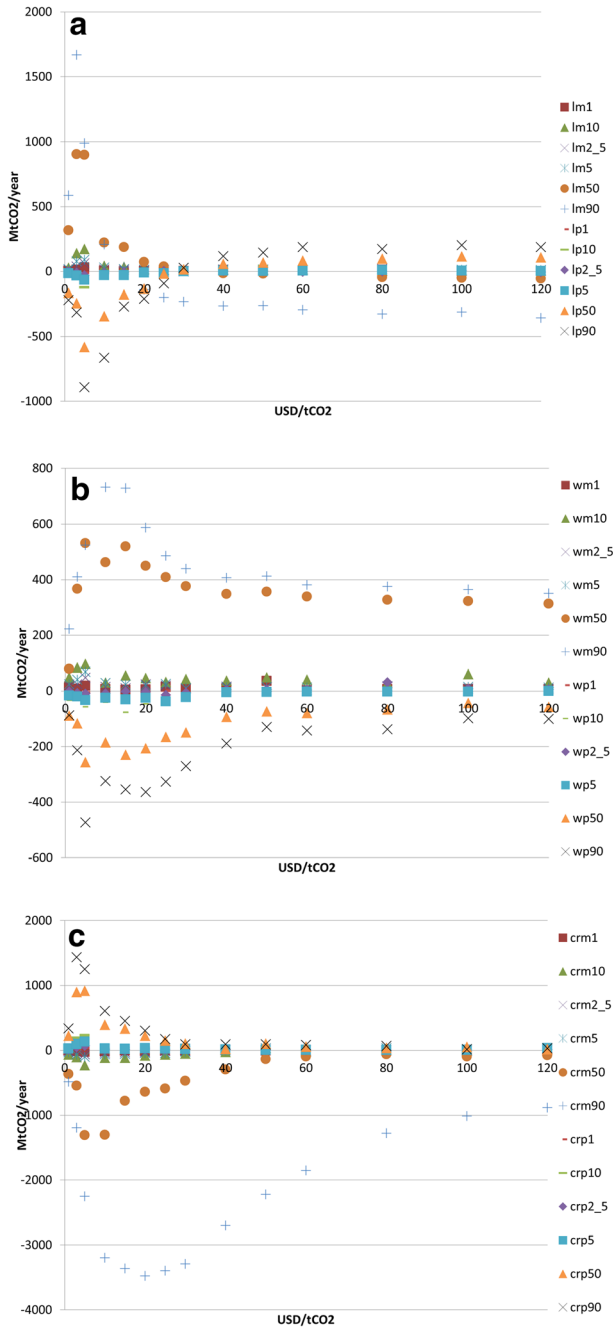 a
2000
1500
1000
500
0
-500
-1000
MtCO2/year
0 20 40 60 80 100 120
USD/tCO2
lm1
lm10
lm2_5
lm5
lm50
lm90
lp1
lp10
lp2_5
lp5
lp50
lp90
b
800
600
400
200
0
-200
-400
-600
MtCO2/year
0 20 40 60 80 100 120
USD/tCO2
wm1
wm10
wm2_5
wm5
wm50
wm90
wp1
wp10
wp2_5
wp5
wp50
wp90
c
2000
1000
0
-1000
-2000
-3000
-4000
MtCO2/year
0 20 40 60 80 100 120
USD/tCO2
crm1
crm10
crm2_5
crm5
crm50
crm90
crp1
crp10
crp2_5
crp5
crp50
crp90